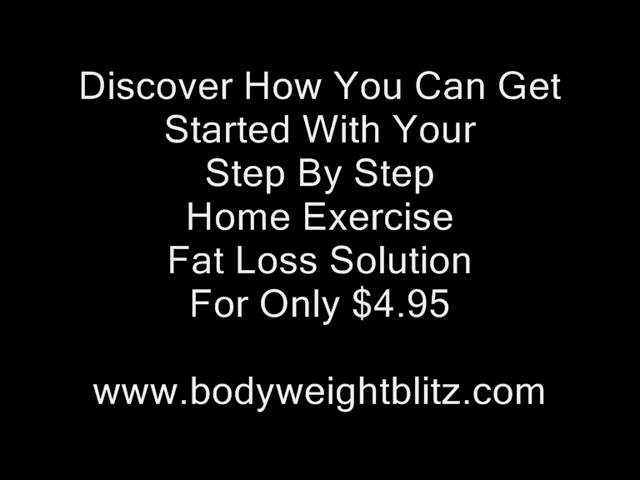 Discover How You Can Get
Started With Your
Step By Step
Home Exercise
Fat Loss Solution
For Only $4.95
www.bodyweightblitz.com